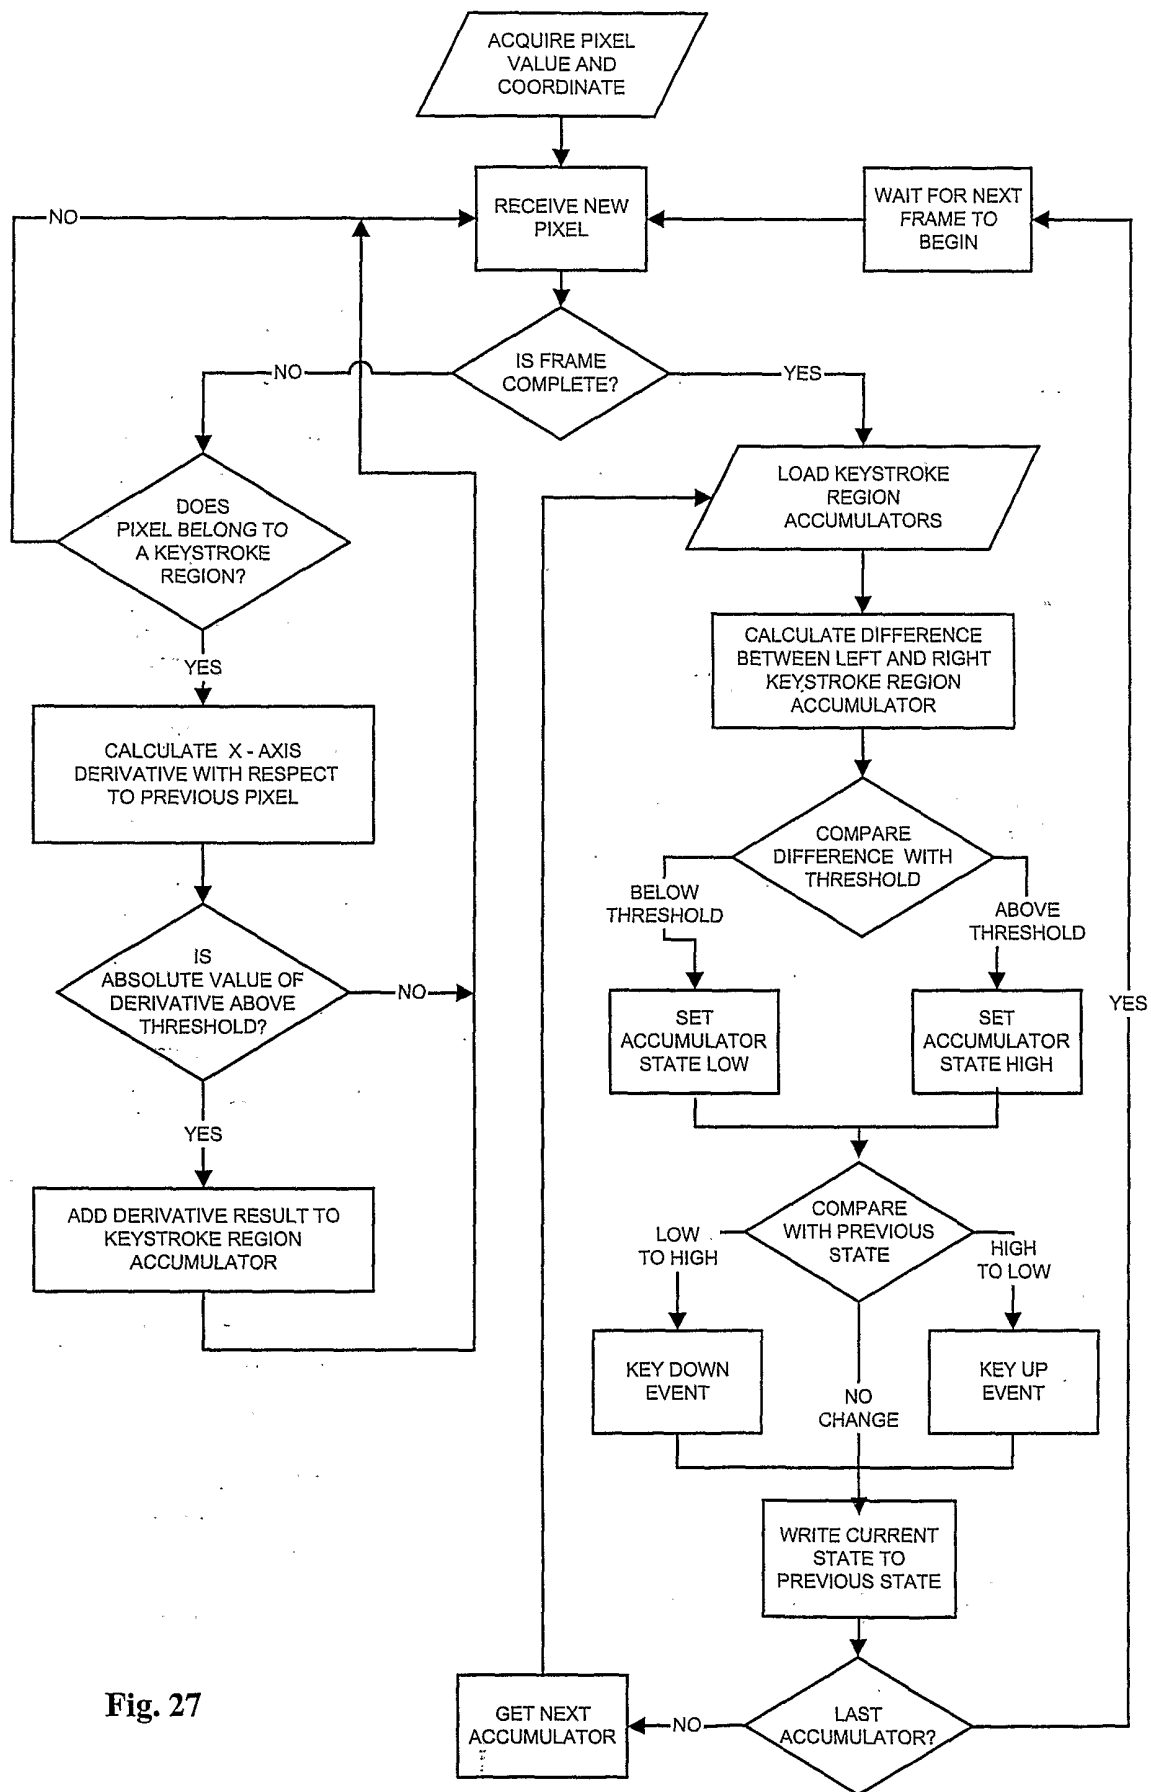 ACQUIRE PIXEL
VALUE AND
COORDINATE
RECEIVE NEW
PIXEL
WAIT FOR NEXT
FRAME TO
BEGIN
NO
IS FRAME
COMPLETE?
NO
YES
DOES
PIXEL BELONG TO
A KEYSTROKE
REGION?
YES
CALCULATE X - AXIS
DERIVATIVE WITH RESPECT
TO PREVIOUS PIXEL
IS
ABSOLUTE VALUE OF
DERIVATIVE ABOVE
THRESHOLD?
NO
YES
ADD DERIVATIVE RESULT TO
KEYSTROKE REGION
ACCUMULATOR
LOAD KEYSTROKE
REGION
ACCUMULATORS
CALCULATE DIFFERENCE
BETWEEN LEFT AND RIGHT
KEYSTROKE REGION
ACCUMULATOR
COMPARE
DIFFERENCE WITH
THRESHOLD
BELOW
THRESHOLD
ABOVE
THRESHOLD
SET
ACCUMULATOR
STATE LOW
SET
ACCUMULATOR
STATE HIGH
YES
COMPARE
WITH PREVIOUS
STATE
LOW
TO HIGH
HIGH
TO LOW
KEY DOWN
EVENT
NO
CHANGE
KEY UP
EVENT
WRITE CURRENT
STATE TO
PREVIOUS STATE
LAST
ACCUMULATOR?
NO
GET NEXT
ACCUMULATOR
Fig. 27